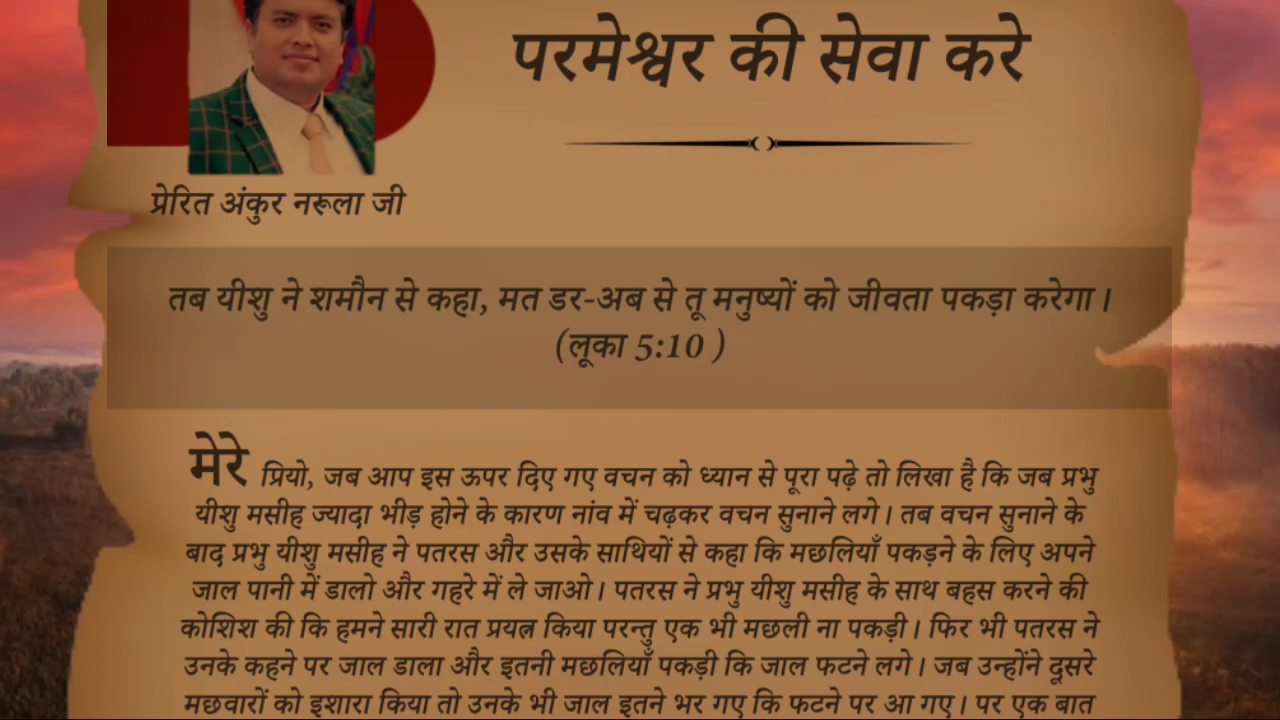 परमेश्वर की सेवा करे
प्रेरित अंकुर नरूला जी
तब यीशु ने शमौन से कहा, मत डर-अब से तू मनुष्यों को जीवता पकड़ा करेगा।
(लूका 5:10 )
मेरे प्रियो, जब आप इस ऊपर दिए गए वचन को ध्यान से पूरा पढ़े तो लिखा है कि जब प्रभु
यीशु मसीह ज्यादा भीड़ होने के कारण नांव में चढ़कर वचन सुनाने लगे। तब वचन सुनाने के
बाद प्रभु यीशु मसीह ने पतरस और उसके साथियों से कहा कि मछलियाँ पकड़ने के लिए अपने
जाल पानी में डालो और गहरे में ले जाओ। पतरस ने प्रभु यीशु मसीह के साथ बहस करने की
कोशिश की कि हमने सारी रात प्रयत्न किया परन्तु एक भी मछली ना पकड़ी। फिर भी पतरस ने
उनके कहने पर जाल डाला और इतनी मछलियाँ पकड़ी कि जाल फटने लगे। जब उन्होंने दूसरे
मछवारों को इशारा किया तो उनके भी जाल इतने भर गए कि फटने पर आ गए। पर एक बात